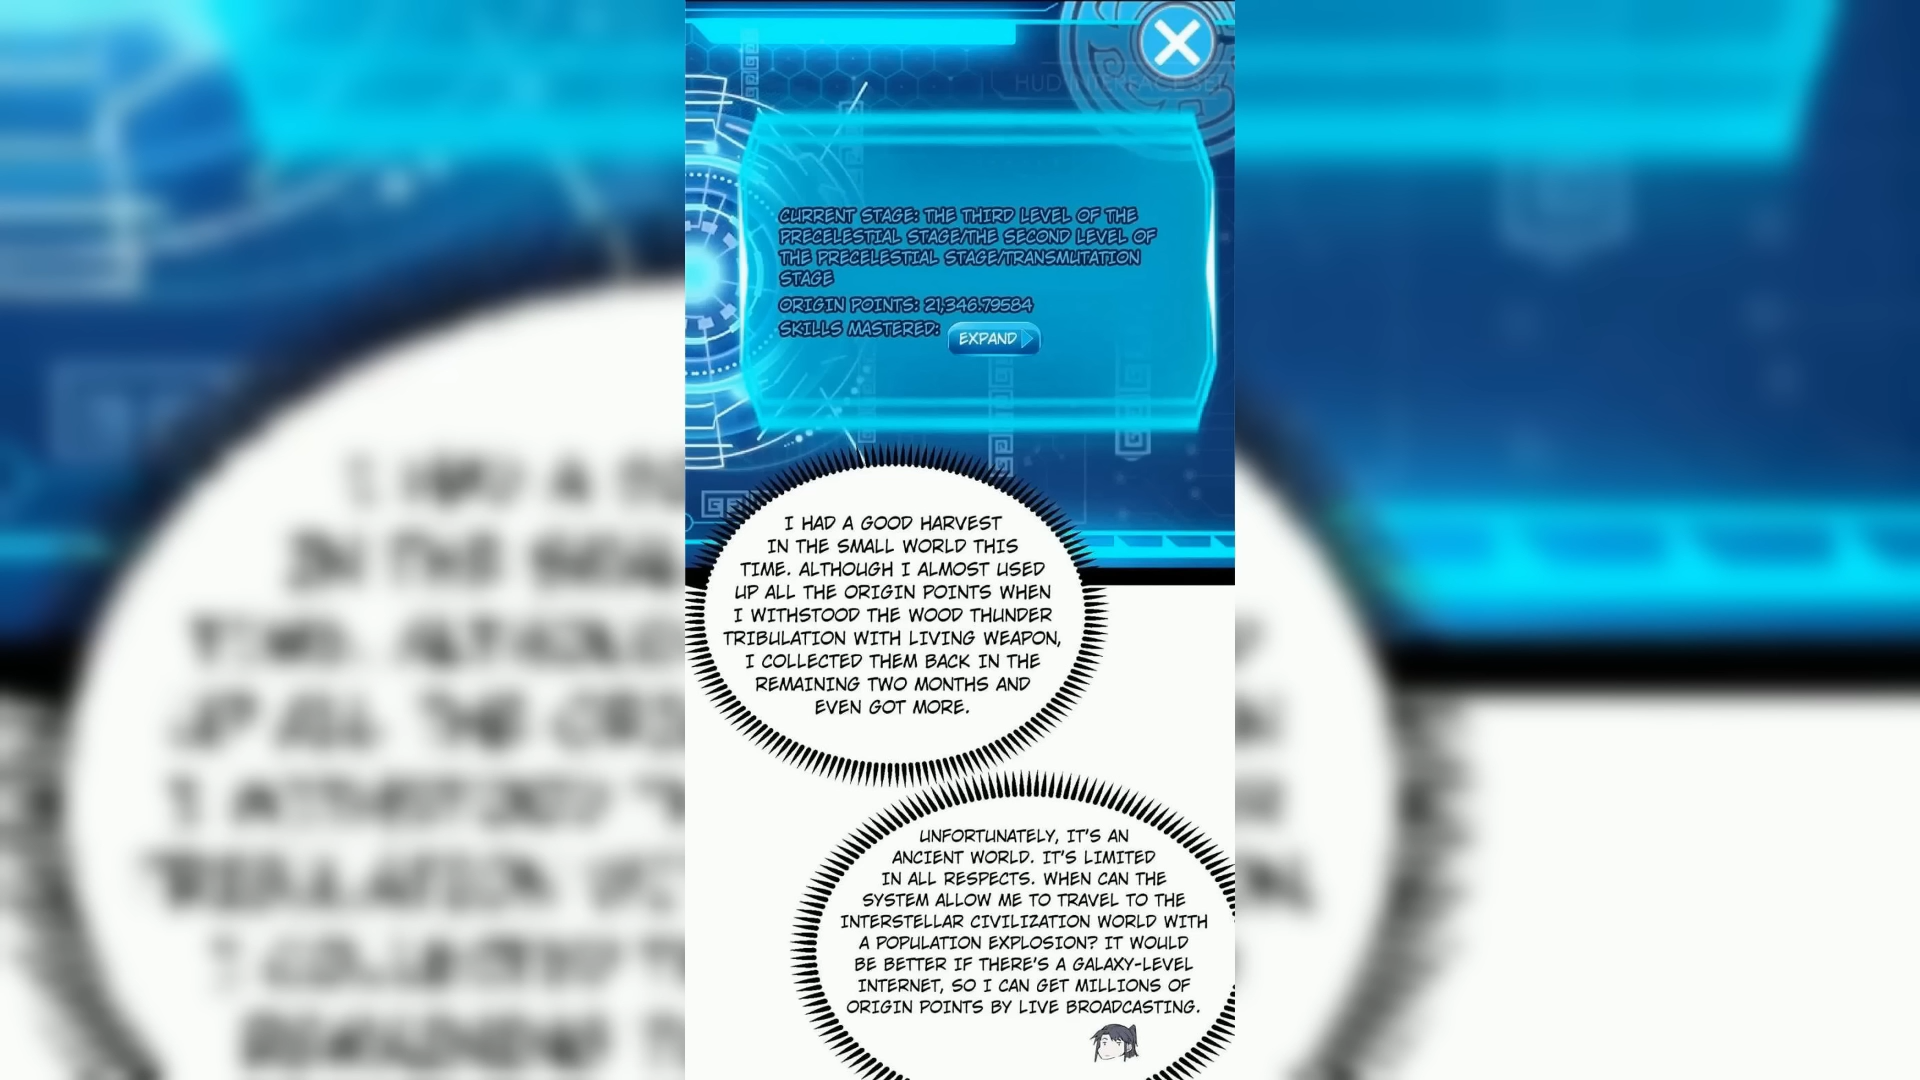 HUD INTERFACE SET
CURRENT STAGE: THE THIRD LEVEL OF THE
PRECELESTIAL STAGE/THE SECOND LEVEL OF
THE PRECELESTIAL STAGE/TRANSMUTATION
STAGE
ORIGIN POINTS: 21,346.79584
SKILLS MASTERED:
EXPAND
I HAD A GOOD HARVEST
IN THE SMALL WORLD THIS
TIME. ALTHOUGH I ALMOST USED
UP ALL THE ORIGIN POINTS WHEN
I WITHSTOOD THE WOOD THUNDER
TRIBULATION WITH LIVING WEAPON,
I COLLECTED THEM BACK IN THE
REMAINING TWO MONTHS AND
EVEN GOT MORE.
UNFORTUNATELY, IT'S AN
ANCIENT WORLD. IT'S LIMITED
IN ALL RESPECTS. WHEN CAN THE
SYSTEM ALLOW ME TO TRAVEL TO THE
INTERSTELLAR CIVILIZATION WORLD WITH
A POPULATION EXPLOSION? IT WOULD
BE BETTER IF THERE'S A GALAXY-LEVEL
INTERNET, SO I CAN GET MILLIONS OF
ORIGIN POINTS BY LIVE BROADCASTING.